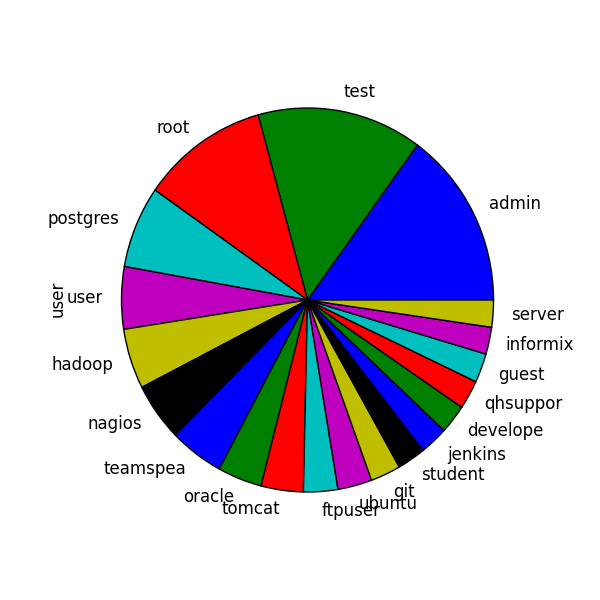 test
root
admin
postgres
user
user
hadoop
nagios
teamspea
oracle
tomcat
ftpuser
ubuntu
git
student
jenkins
develope
qhsuppor
guest
informix
server